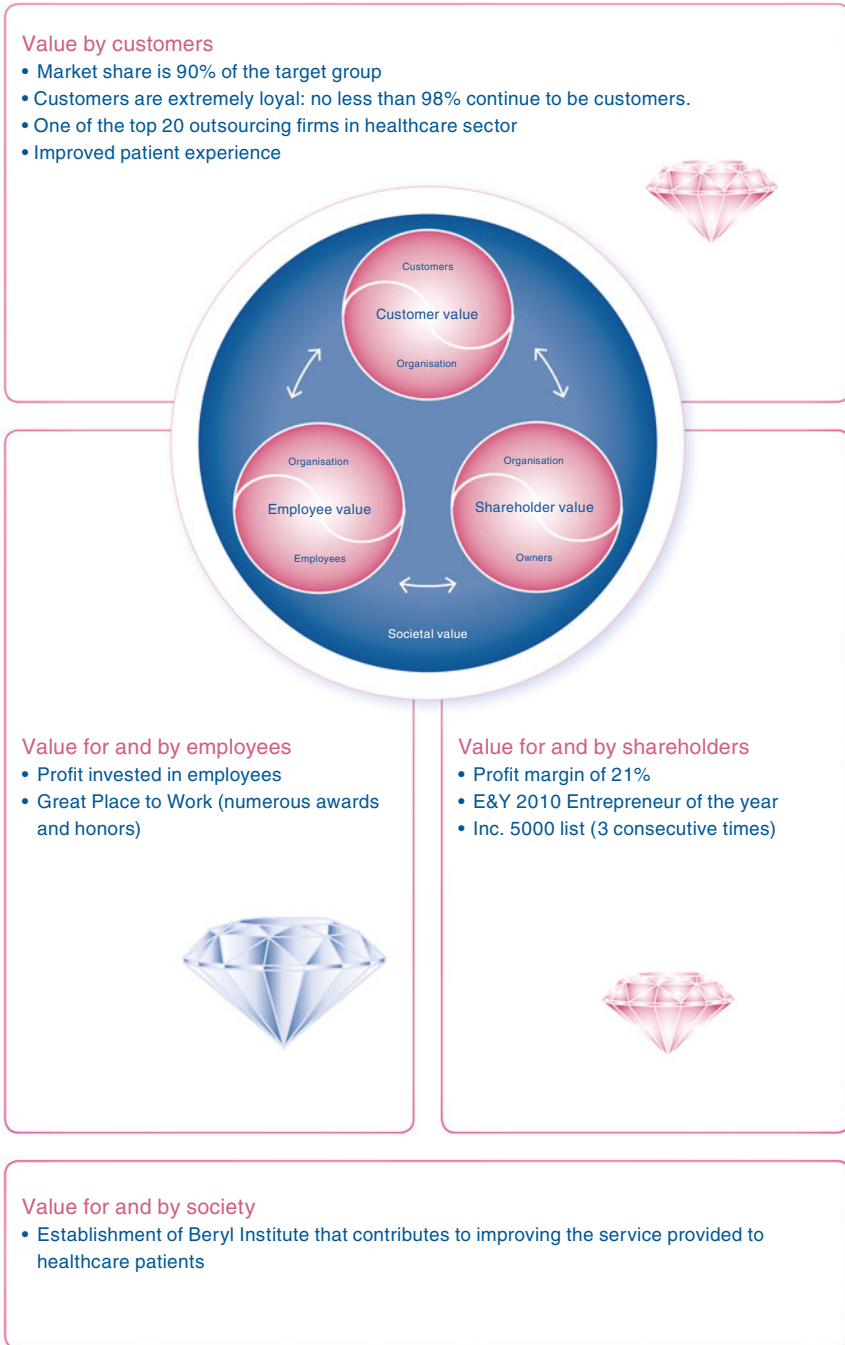 Value by customers
• Market share is 90% of the target group
• Customers are extremely loyal: no less than 98% continue to be customers.
• One of the top 20 outsourcing firms in healthcare sector
• Improved patient experience
Customers
Customer value
Organisation
Organisation
Employee value
Employees
Organisation
Shareholder value
Owners
Societal value
Value for and by employees
• Profit invested in employees
• Great Place to Work (numerous awards
and honors)
Value for and by shareholders
• Profit margin of 21%
• E&Y 2010 Entrepreneur of the year
• Inc. 5000 list (3 consecutive times)
Value for and by society
• Establishment of Beryl Institute that contributes to improving the service provided to
healthcare patients